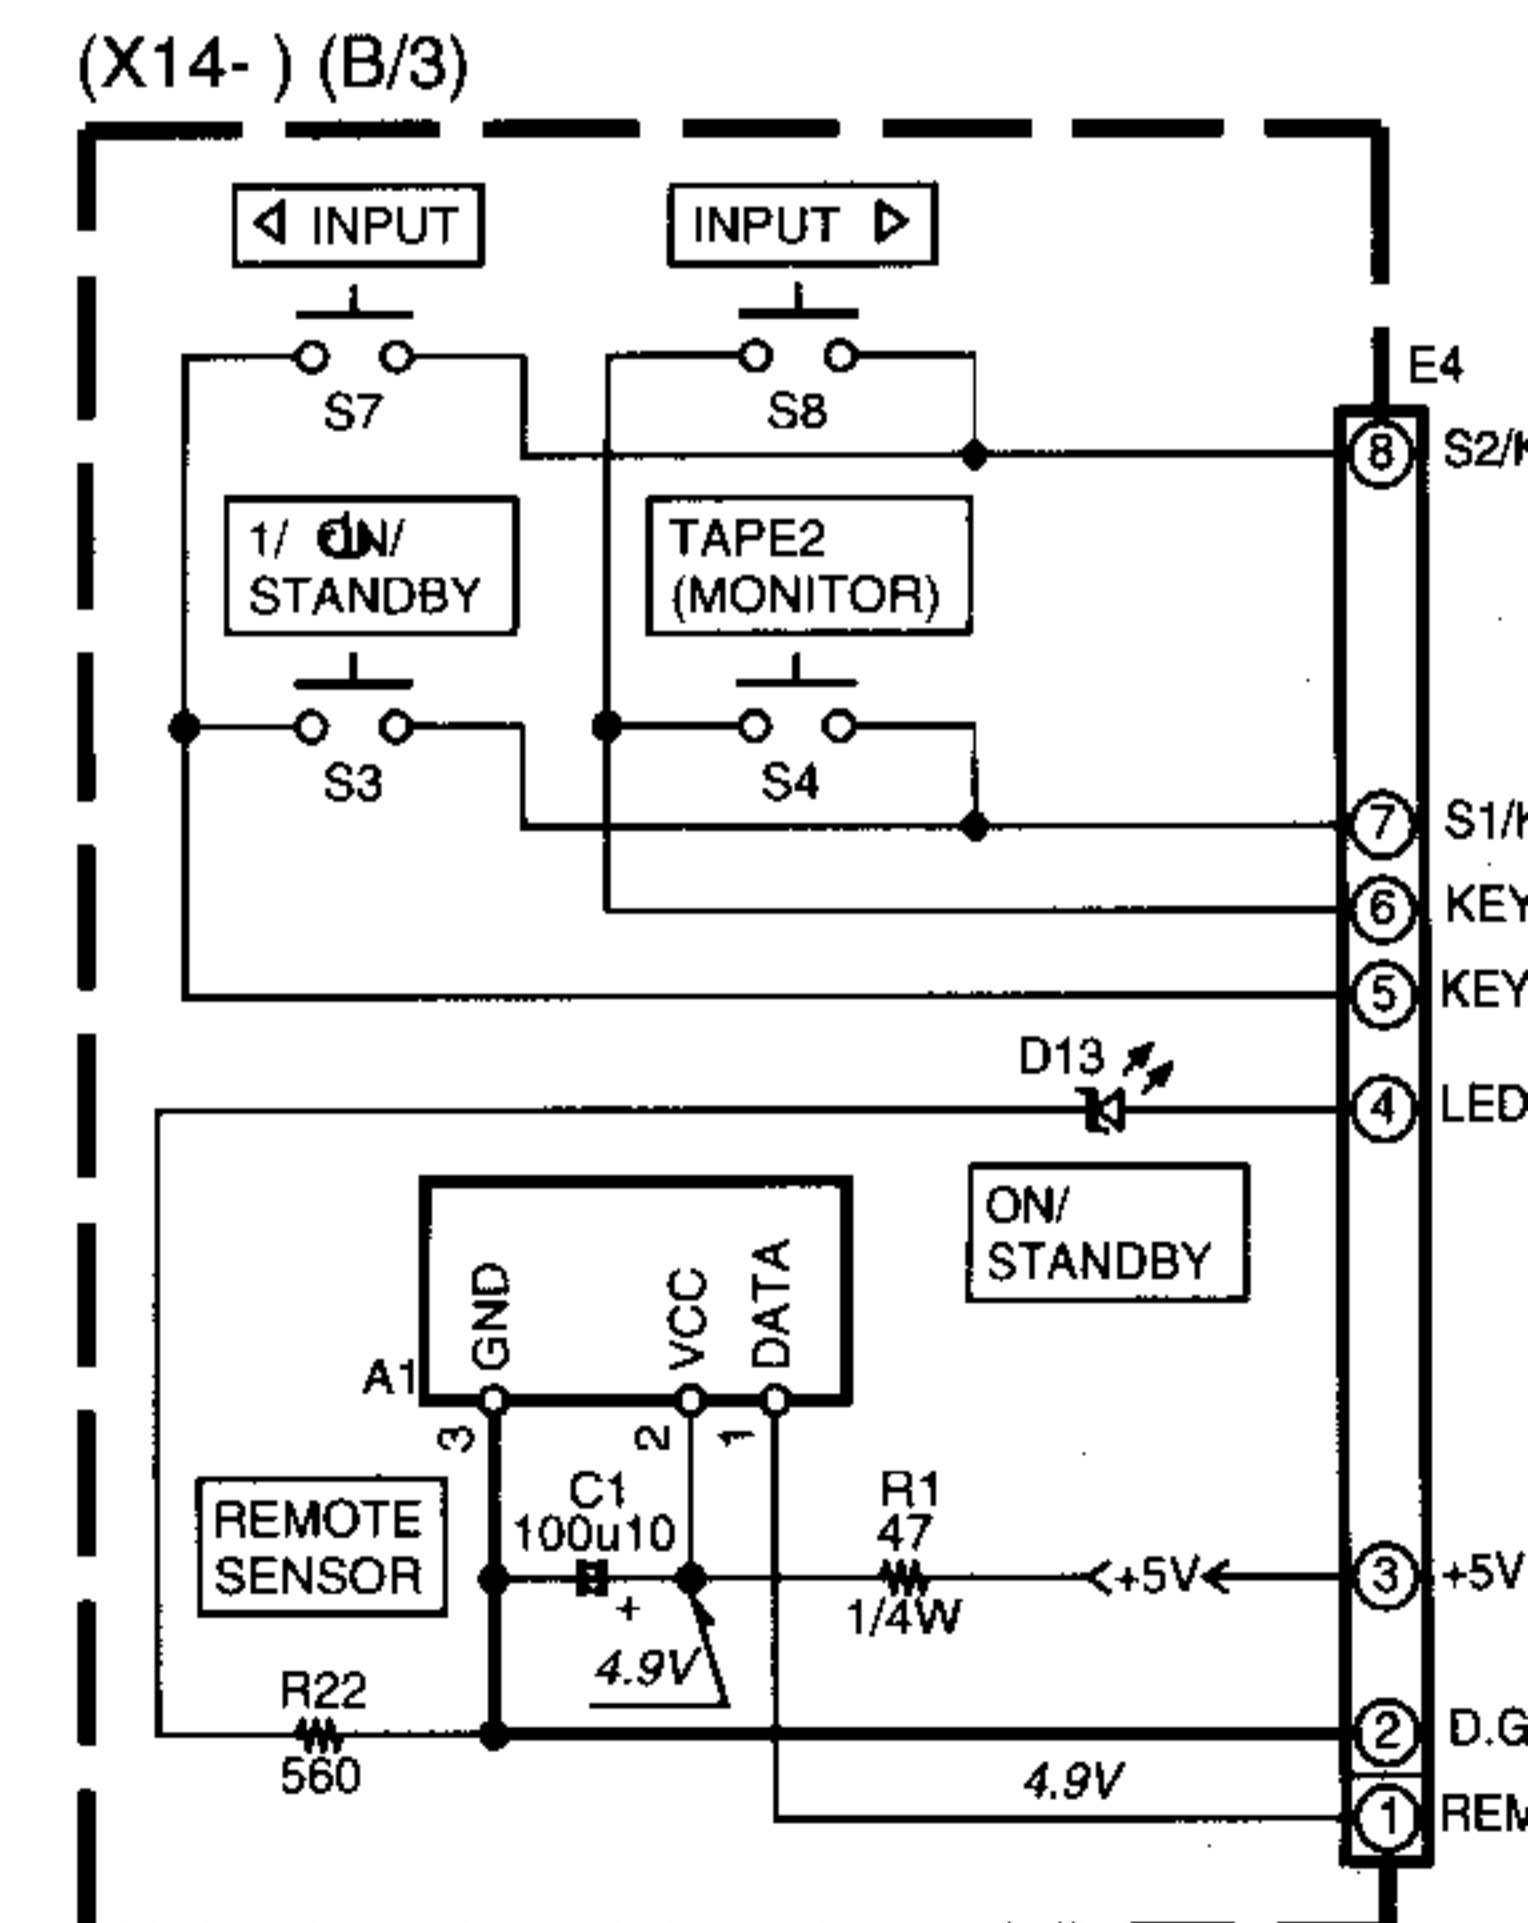 (X14- ) (B/3)
◁ INPUT
INPUT ▷
S7
S8
E4
8
S2/
1/ ON/
STANDBY
TAPE2
(MONITOR)
S3
S4
7
S1/
6
KEY
5
KEY
D13
4
LED
ON/
STANDBY
GND
VCC
DATA
A1
3
2
1
REMOTE
SENSOR
C1
100u10
+
R1
47
1/4W
+5V
3
+5V
4.9V
R22
560
2
D.G
4.9V
1
REM